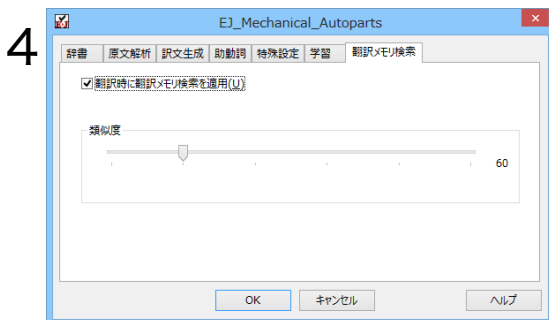 4
EJ
EJ_Mechanical_Autoparts
×
辞書 原文解析 訳文生成 助動詞 特殊設定 学習 翻訳メモリ検索
翻訳時に翻訳メモリ検索を適用(U)
類似度
60
OK キャンセル ヘルプ